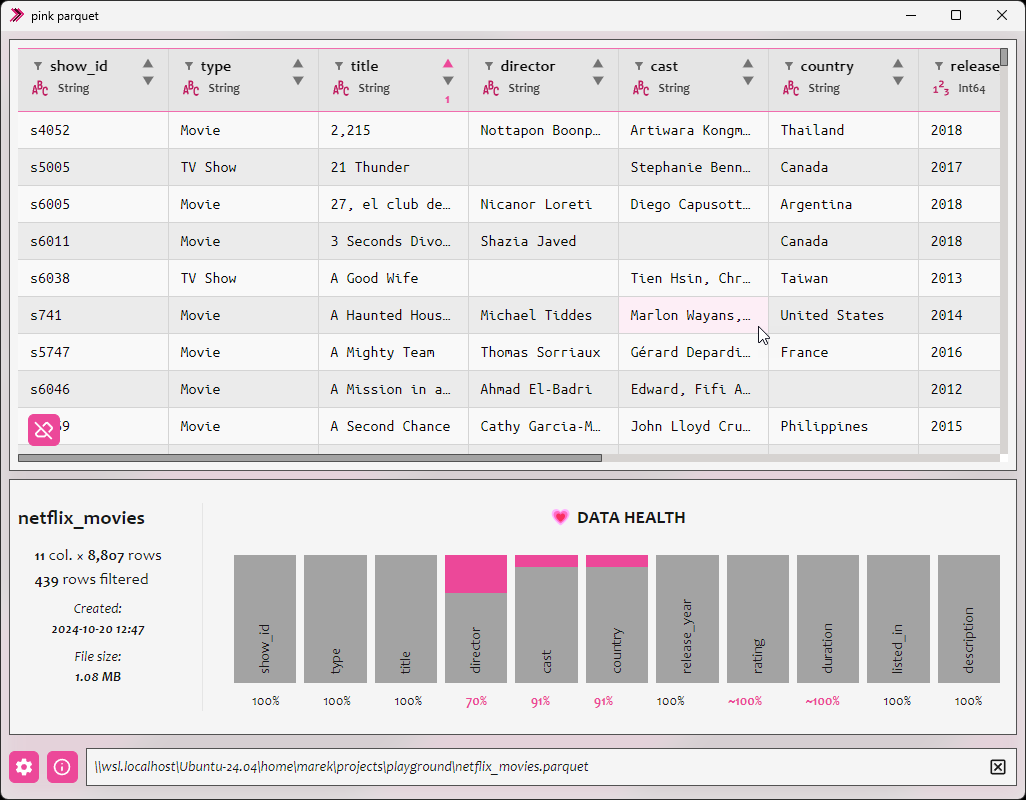 pink parquet
show_id type title director cast country release
ABC String ABC String ABC String ABC String ABC String ABC String 123 Int64
1
s4052 Movie 2,215 Nottapon Boonp… Artiwara Kongm… Thailand 2018
s5005 TV Show 21 Thunder Stephanie Benn… Canada 2017
s6005 Movie 27, el club de… Nicanor Loreti Diego Capusott… Argentina 2018
s6011 Movie 3 Seconds Divo… Shazia Javed Canada 2018
s6038 TV Show A Good Wife Tien Hsin, Chr… Taiwan 2013
s741 Movie A Haunted Hous… Michael Tiddes Marlon Wayans,… United States 2014
s5747 Movie A Mighty Team Thomas Sorriaux Gérard Depardi… France 2016
s6046 Movie A Mission in a… Ahmad El-Badri Edward, Fifi A… 2012
Movie A Second Chance Cathy Garcia-M… John Lloyd Cru… Philippines 2015
netflix_movies
11 col. x 8,807 rows
439 rows filtered
Created:
2024-10-20 12:47
File size:
1.08 MB
DATA HEALTH
show_id type title director cast country release_year rating duration listed_in description
100% 100% 100% 70% 91% 91% 100% ~100% ~100% 100% 100%
\\wsl.localhost\Ubuntu-24.04\home\marek\projects\playground\netflix_movies.parquet